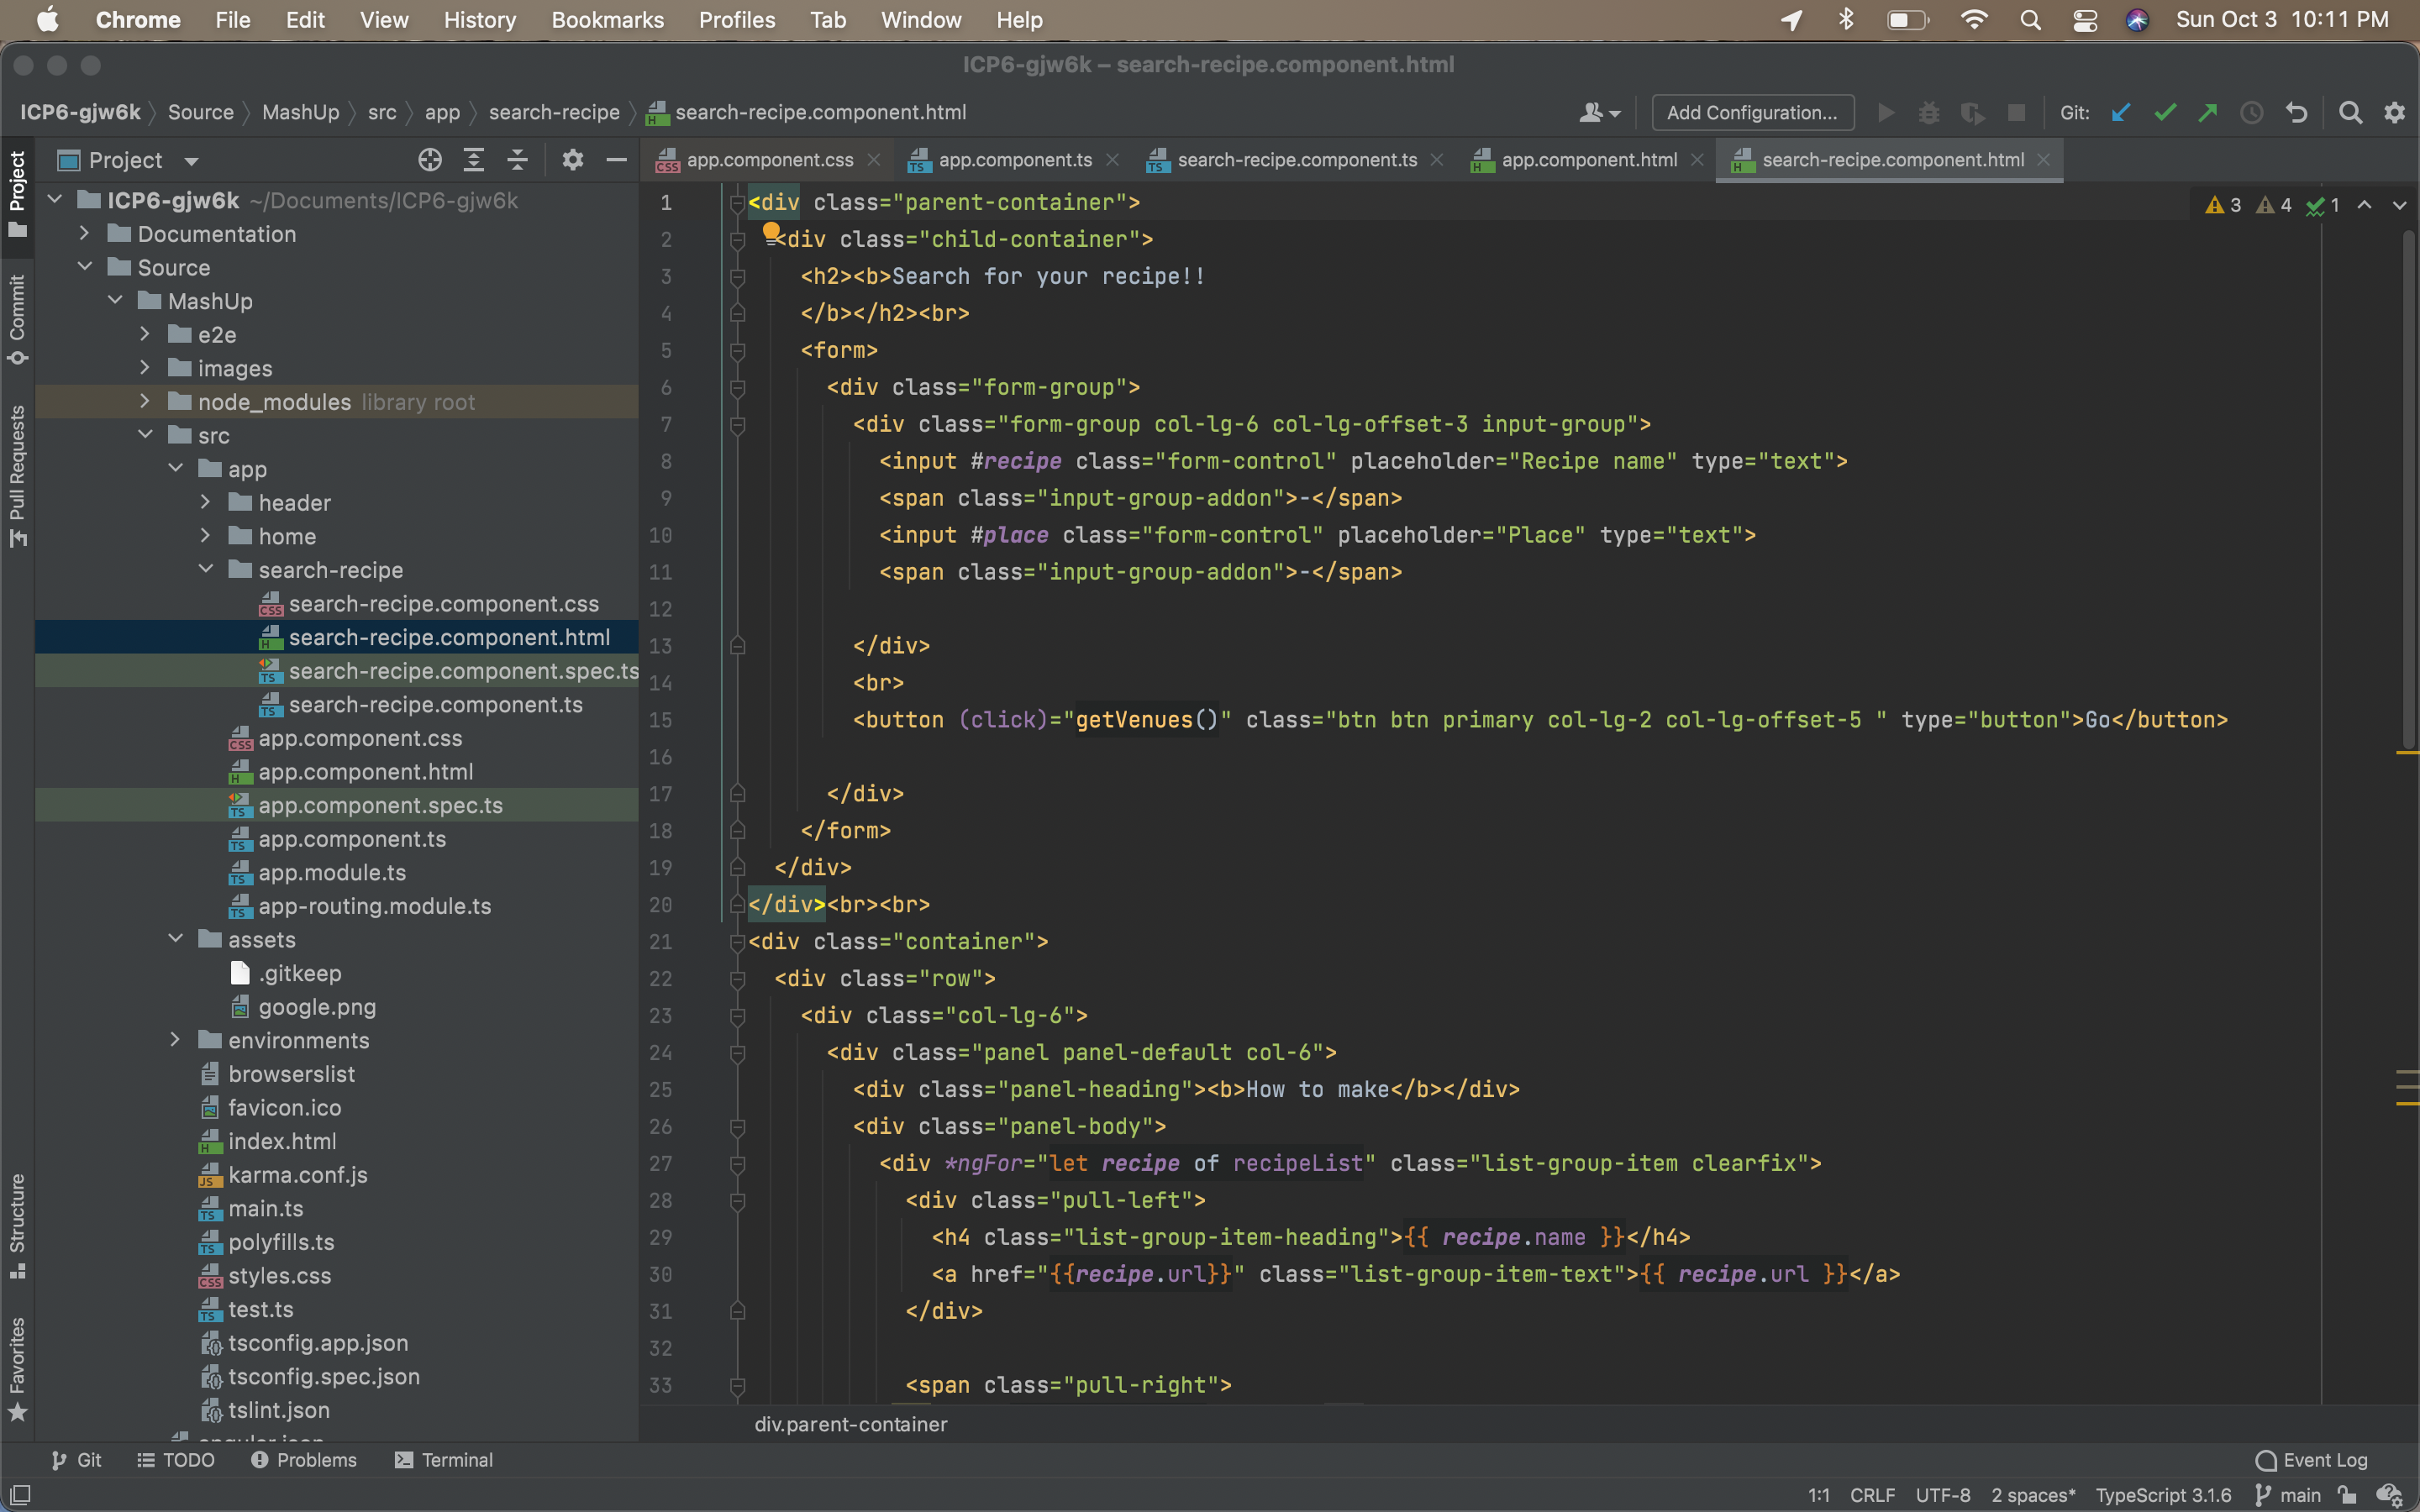 Chrome File Edit View History Bookmarks Profiles Tab Window Help Sun Oct 3 10:11 PM
ICP6-gjw6k – search-recipe.component.html
ICP6-gjw6k Source MashUp src app search-recipe search-recipe.component.html Add Configuration... Git:
Project
app.component.css app.component.ts search-recipe.component.ts app.component.html search-recipe.component.html
Project
Commit
Pull Requests
Structure
Favorites
ICP6-gjw6k ~/Documents/ICP6-gjw6k
Documentation
Source
MashUp
e2e
images
node_modules library root
src
app
header
home
search-recipe
search-recipe.component.css
search-recipe.component.html
search-recipe.component.spec.ts
search-recipe.component.ts
app.component.css
app.component.html
app.component.spec.ts
app.component.ts
app.module.ts
app-routing.module.ts
assets
.gitkeep
google.png
environments
browserslist
favicon.ico
index.html
karma.conf.js
main.ts
polyfills.ts
styles.css
test.ts
tsconfig.app.json
tsconfig.spec.json
tslint.json
3 4 1
1 <div class="parent-container">
2 <div class="child-container">
3 <h2><b>Search for your recipe!!
4 </b></h2><br>
5 <form>
6 <div class="form-group">
7 <div class="form-group col-lg-6 col-lg-offset-3 input-group">
8 <input #recipe class="form-control" placeholder="Recipe name" type="text">
9 <span class="input-group-addon">-</span>
10 <input #place class="form-control" placeholder="Place" type="text">
11 <span class="input-group-addon">-</span>
12
13 </div>
14 <br>
15 <button (click)="getVenues()" class="btn btn primary col-lg-2 col-lg-offset-5 " type="button">Go</button>
16
17 </div>
18 </form>
19 </div>
20 </div><br><br>
21 <div class="container">
22 <div class="row">
23 <div class="col-lg-6">
24 <div class="panel panel-default col-6">
25 <div class="panel-heading"><b>How to make</b></div>
26 <div class="panel-body">
27 <div *ngFor="let recipe of recipeList" class="list-group-item clearfix">
28 <div class="pull-left">
29 <h4 class="list-group-item-heading">{{ recipe.name }}</h4>
30 <a href="{{recipe.url}}" class="list-group-item-text">{{ recipe.url }}</a>
31 </div>
32
33 <span class="pull-right">
div.parent-container
Git TODO Problems Terminal Event Log
1:1 CRLF UTF-8 2 spaces* TypeScript 3.1.6 main